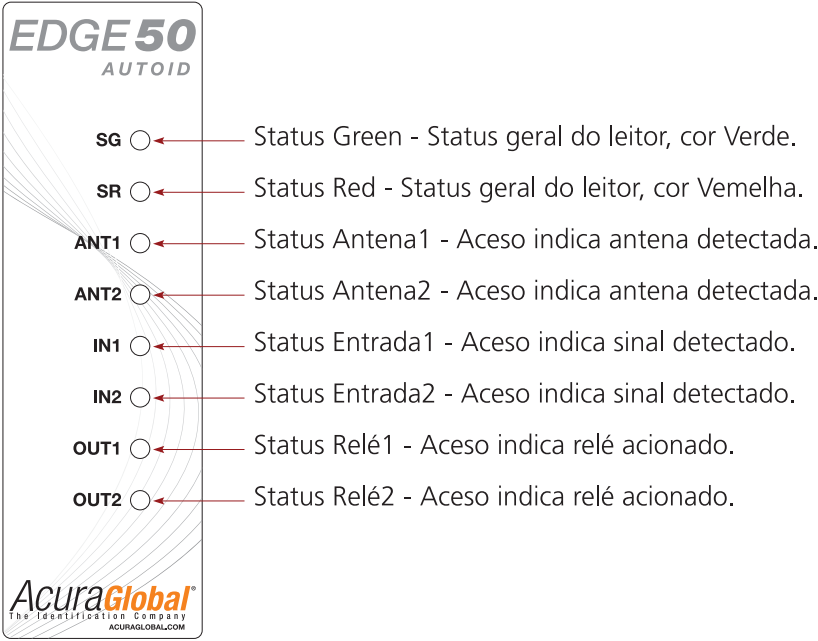 EDGE 50
AUTOID
SG Status Green - Status geral do leitor, cor Verde.
SR Status Red - Status geral do leitor, cor Vemelha.
ANT1 Status Antena1 - Aceso indica antena detectada.
ANT2 Status Antena2 - Aceso indica antena detectada.
IN1 Status Entrada1 - Aceso indica sinal detectado.
IN2 Status Entrada2 - Aceso indica sinal detectado.
OUT1 Status Relé1 - Aceso indica relé acionado.
OUT2 Status Relé2 - Aceso indica relé acionado.
AcuraGlobal®
The Identification Company
ACURAGLOBAL.COM